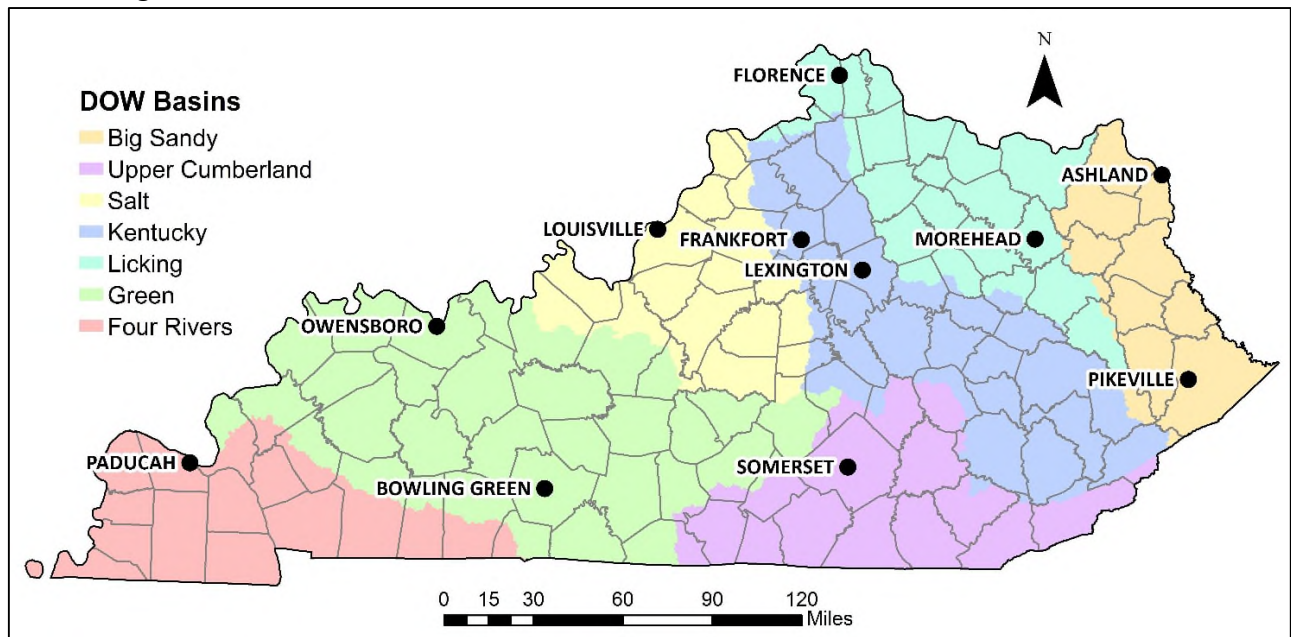 N
FLORENCE
DOW Basins
Big Sandy
Upper Cumberland
Salt
Kentucky
Licking
Green
Four Rivers
ASHLAND
LOUISVILLE
FRANKFORT
MOREHEAD
LEXINGTON
OWENSBORO
PIKEVILLE
PADUCAH
SOMERSET
BOWLING GREEN
0 15 30 60 90 120
Miles